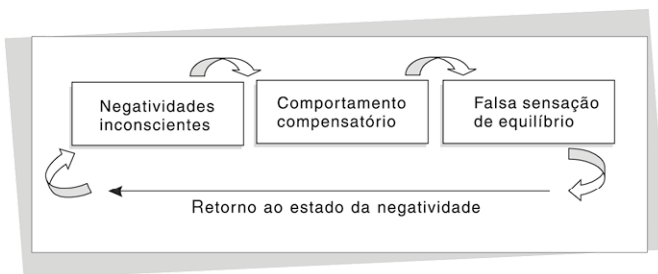 Negatividades
inconscientes
Comportamento
compensatório
Falsa sensação
de equilíbrio
Retorno ao estado da negatividade